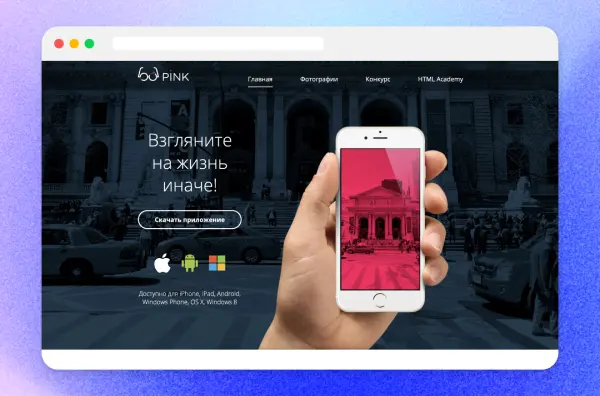 PiNK
Главная
Фотографии
Конкурс
HTML Academy
Взгляните
на жизнь
иначе!
Скачать приложение
Доступно для iPhone, iPad, Android,
Windows Phone, OS X, Windows 8